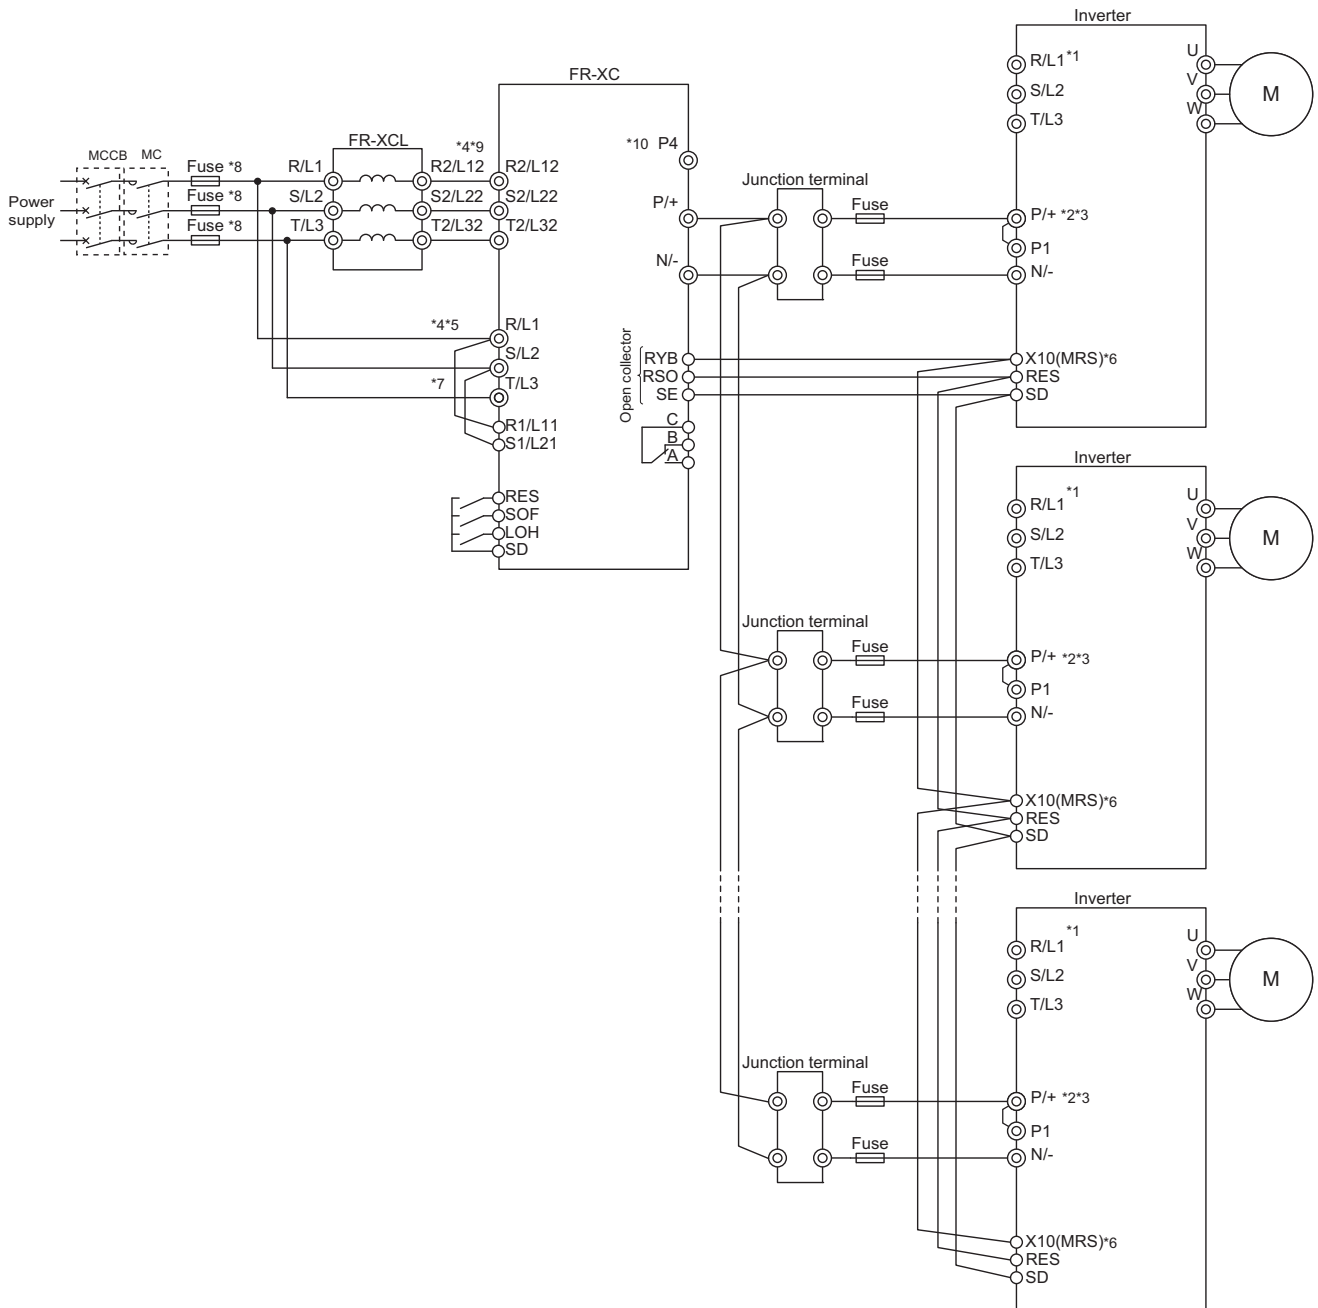 Inverter
R/L1 *1
S/L2
T/L3
U
V
W
M
FR-XC
FR-XCL
*4*9
*10 P4
MCCB MC
Fuse *8
Fuse *8
Fuse *8
Power
supply
R/L1
S/L2
T/L3
R2/L12
S2/L22
T2/L32
R2/L12
S2/L22
T2/L32
P/+
N/-
Junction terminal
Fuse
Fuse
P/+ *2*3
P1
N/-
*4*5
R/L1
S/L2
*7
T/L3
R1/L11
S1/L21
Open collector
RYB
RSO
SE
C
B
A
X10(MRS)*6
RES
SD
RES
SOF
LOH
SD
Inverter
R/L1 *1
S/L2
T/L3
U
V
W
M
Junction terminal
Fuse
Fuse
P/+ *2*3
P1
N/-
X10(MRS)*6
RES
SD
Inverter
R/L1 *1
S/L2
T/L3
U
V
W
M
Junction terminal
Fuse
Fuse
P/+ *2*3
P1
N/-
X10(MRS)*6
RES
SD